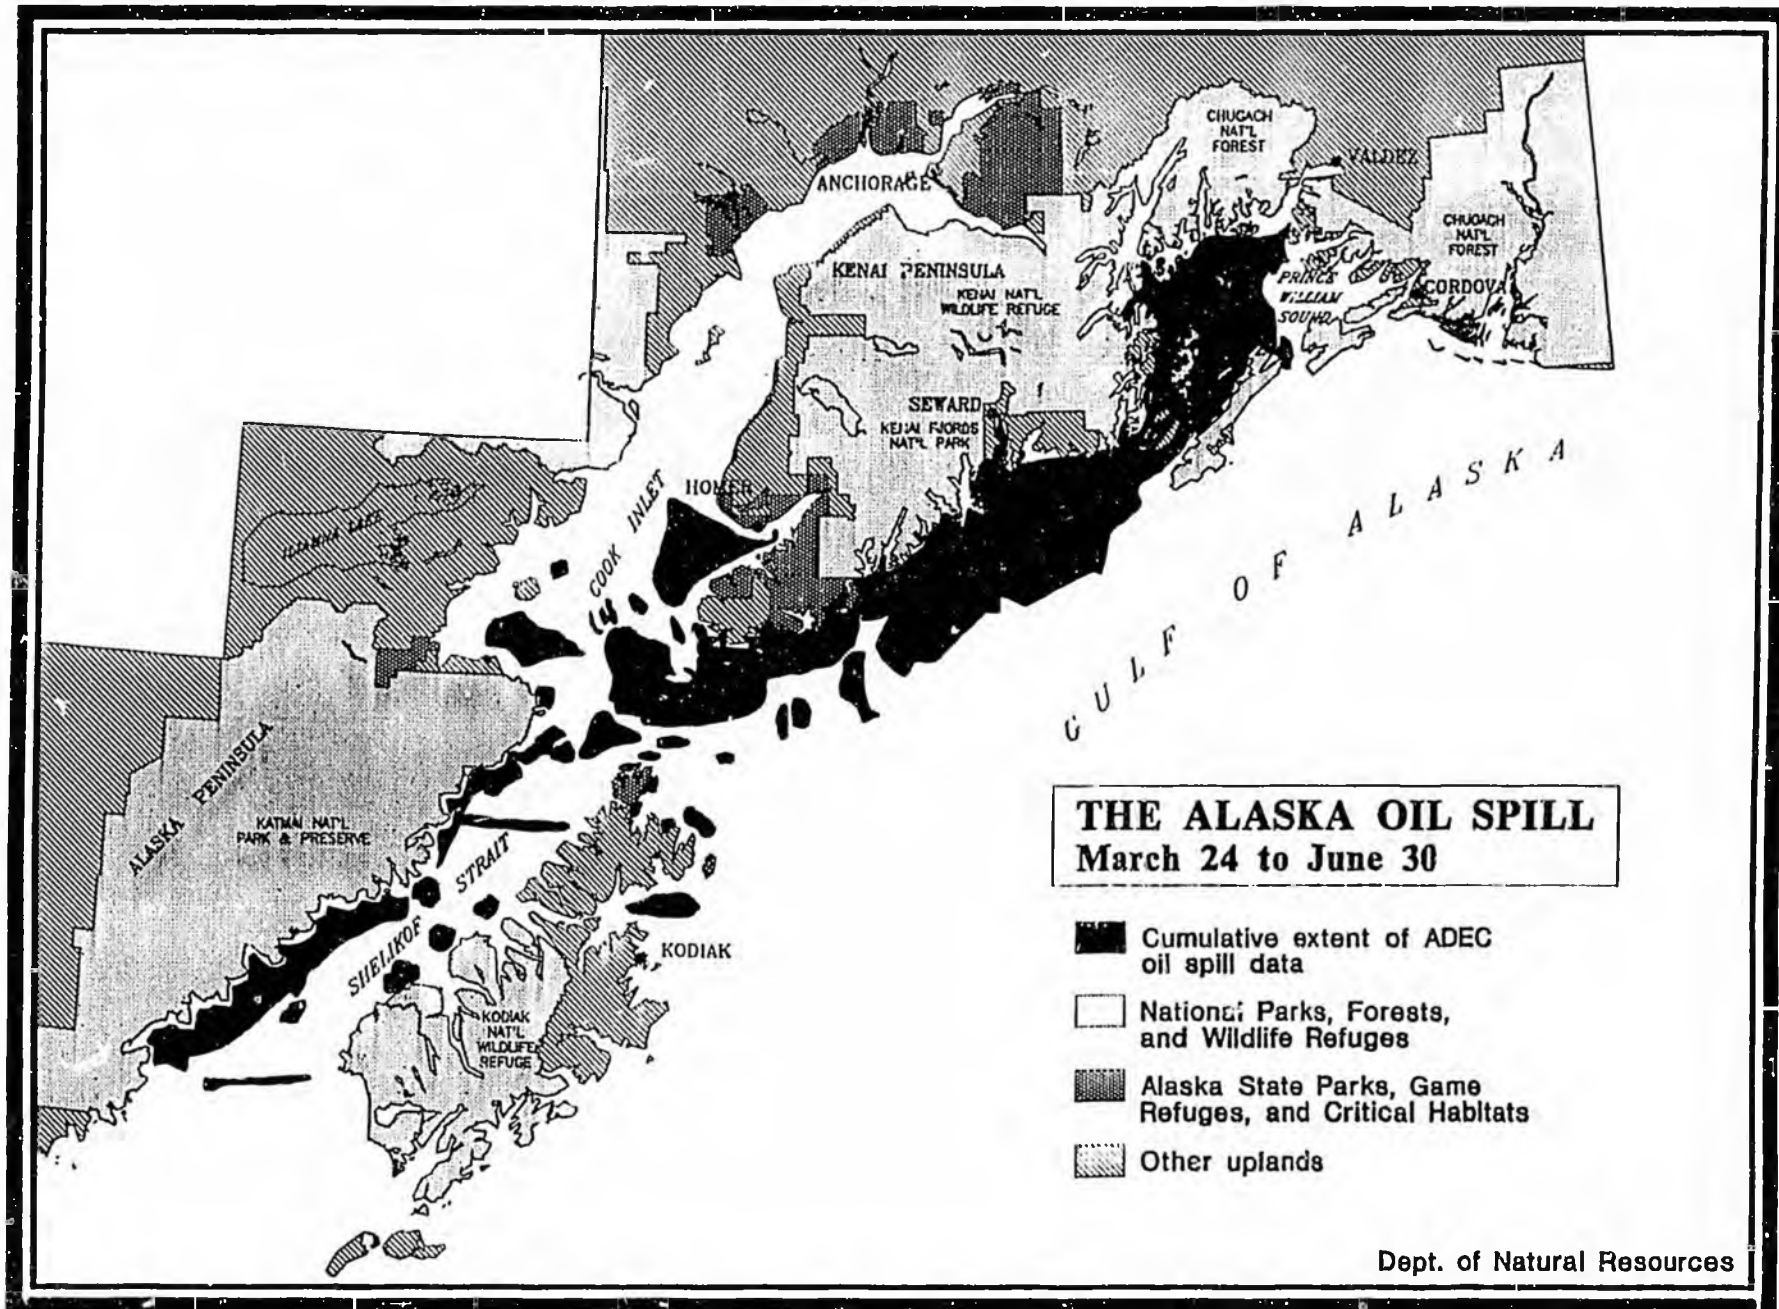 CHUGACH
NAT'L
FOREST
VALDEZ
ANCHORAGE
CHUGACH
NAT'L
FOREST
KENAI PENINSULA
KENAI NAT'L
WILDLIFE REFUGE
PRINCE
WILLIAM
SOUND
CORDOVA
SEWARD
KENAI FJORDS
NAT'L PARK
HOMER
COOK INLET
ILIAMNA LAKE
GULF OF ALASKA
ALASKA PENINSULA
KATMAI NAT'L
PARK & PRESERVE
SHELIKOF STRAIT
KODIAK
KODIAK
NAT'L
WILDLIFE
REFUGE
THE ALASKA OIL SPILL
March 24 to June 30
Cumulative extent of ADEC
oil spill data
National Parks, Forests,
and Wildlife Refuges
Alaska State Parks, Game
Refuges, and Critical Habitats
Other uplands
Dept. of Natural Resources